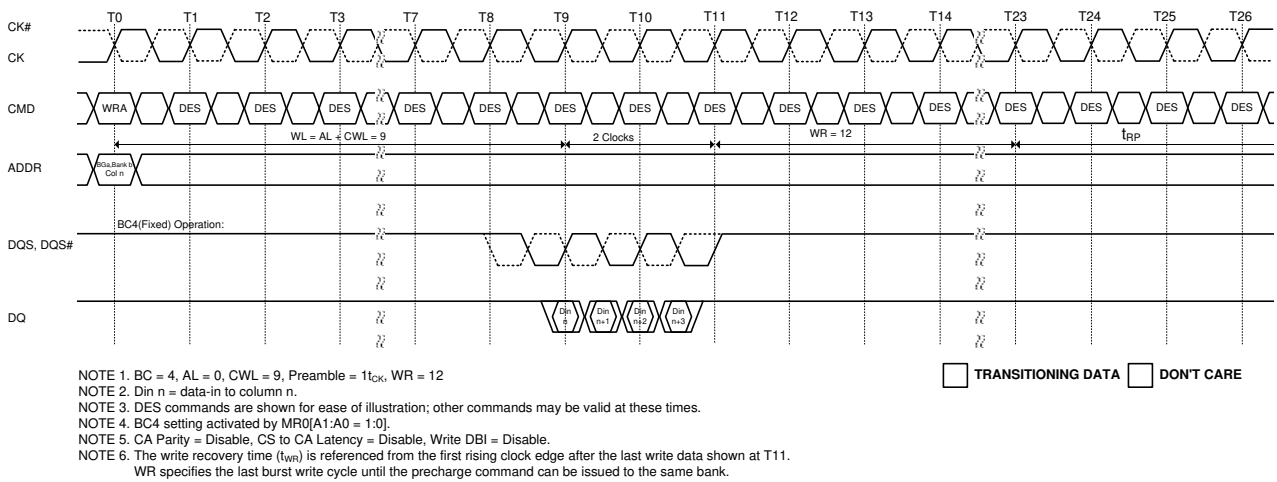 T0 T1 T2 T3 T7 T8 T9 T10 T11 T12 T13 T14 T23 T24 T25 T26
CK#
CK
CMD WRA DES DES DES DES DES DES DES DES DES DES DES DES DES DES DES
WL = AL + CWL = 9 2 Clocks WR = 12 tRP
ADDR BGa,Bank b
Col n
BC4(Fixed) Operation:
DQS, DQS#
DQ Din n Din n+1 Din n+2 Din n+3
NOTE 1. BC = 4, AL = 0, CWL = 9, Preamble = 1tCK, WR = 12
NOTE 2. Din n = data-in to column n.
NOTE 3. DES commands are shown for ease of illustration; other commands may be valid at these times.
NOTE 4. BC4 setting activated by MR0[A1:A0 = 1:0].
NOTE 5. CA Parity = Disable, CS to CA Latency = Disable, Write DBI = Disable.
NOTE 6. The write recovery time (tWR) is referenced from the first rising clock edge after the last write data shown at T11.
WR specifies the last burst write cycle until the precharge command can be issued to the same bank.
TRANSITIONING DATA DON'T CARE